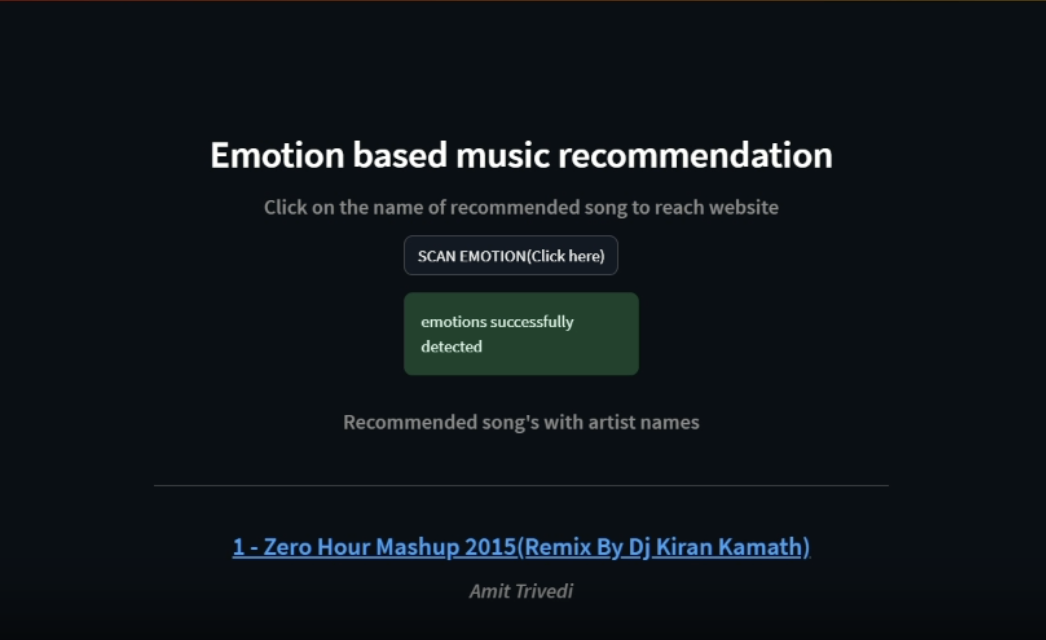 Emotion based music recommendation
Click on the name of recommended song to reach website
SCAN EMOTION(Click here)
emotions successfully
detected
Recommended song's with artist names
1 - Zero Hour Mashup 2015(Remix By Dj Kiran Kamath)
Amit Trivedi